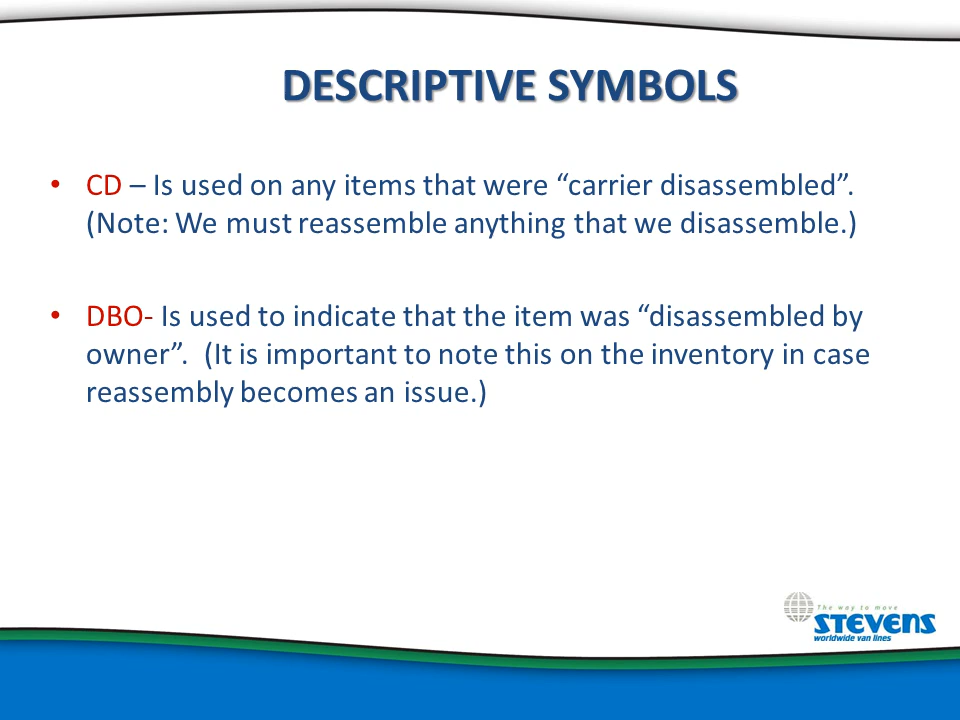 DESCRIPTIVE SYMBOLS
• CD – Is used on any items that were “carrier disassembled”.
(Note: We must reassemble anything that we disassemble.)
• DBO- Is used to indicate that the item was “disassembled by
owner”.  (It is important to note this on the inventory in case
reassembly becomes an issue.)
The way to move
STEVENS
worldwide van lines